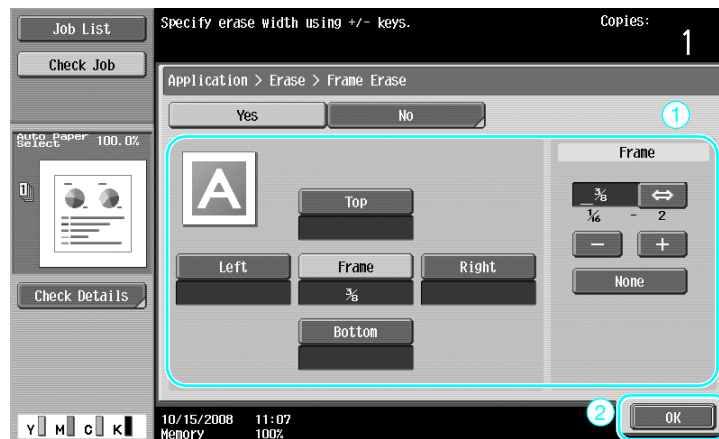 Job List
Specify erase width using +/- keys.
Copies:
1
Check Job
Application > Erase > Frame Erase
Yes
No
1
Auto Paper
Select
100.0%
Frame
A
Top
⅜ ⇔
1/16 - 2
- +
Left
Frame
Right
⅜
None
Check Details
Bottom
2
OK
Y M C K
10/15/2008 11:07
Memory 100%